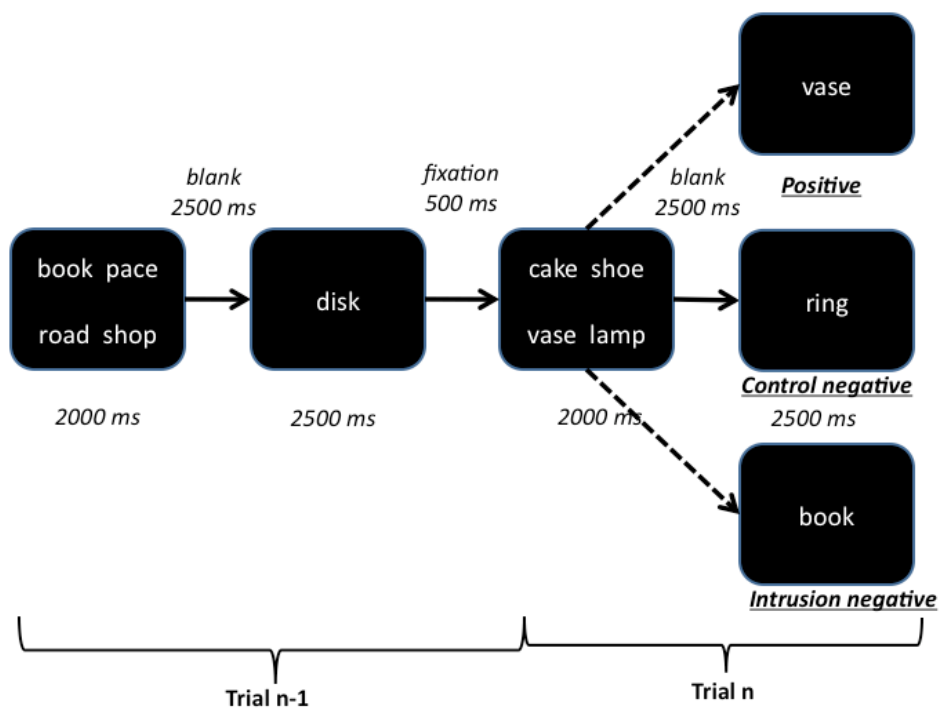 vase
Positive
blank
2500 ms
fixation
500 ms
blank
2500 ms
book pace
road shop
disk
cake shoe
vase lamp
ring
Control negative
2000 ms
2500 ms
2000 ms
2500 ms
book
Intrusion negative
Trial n-1
Trial n